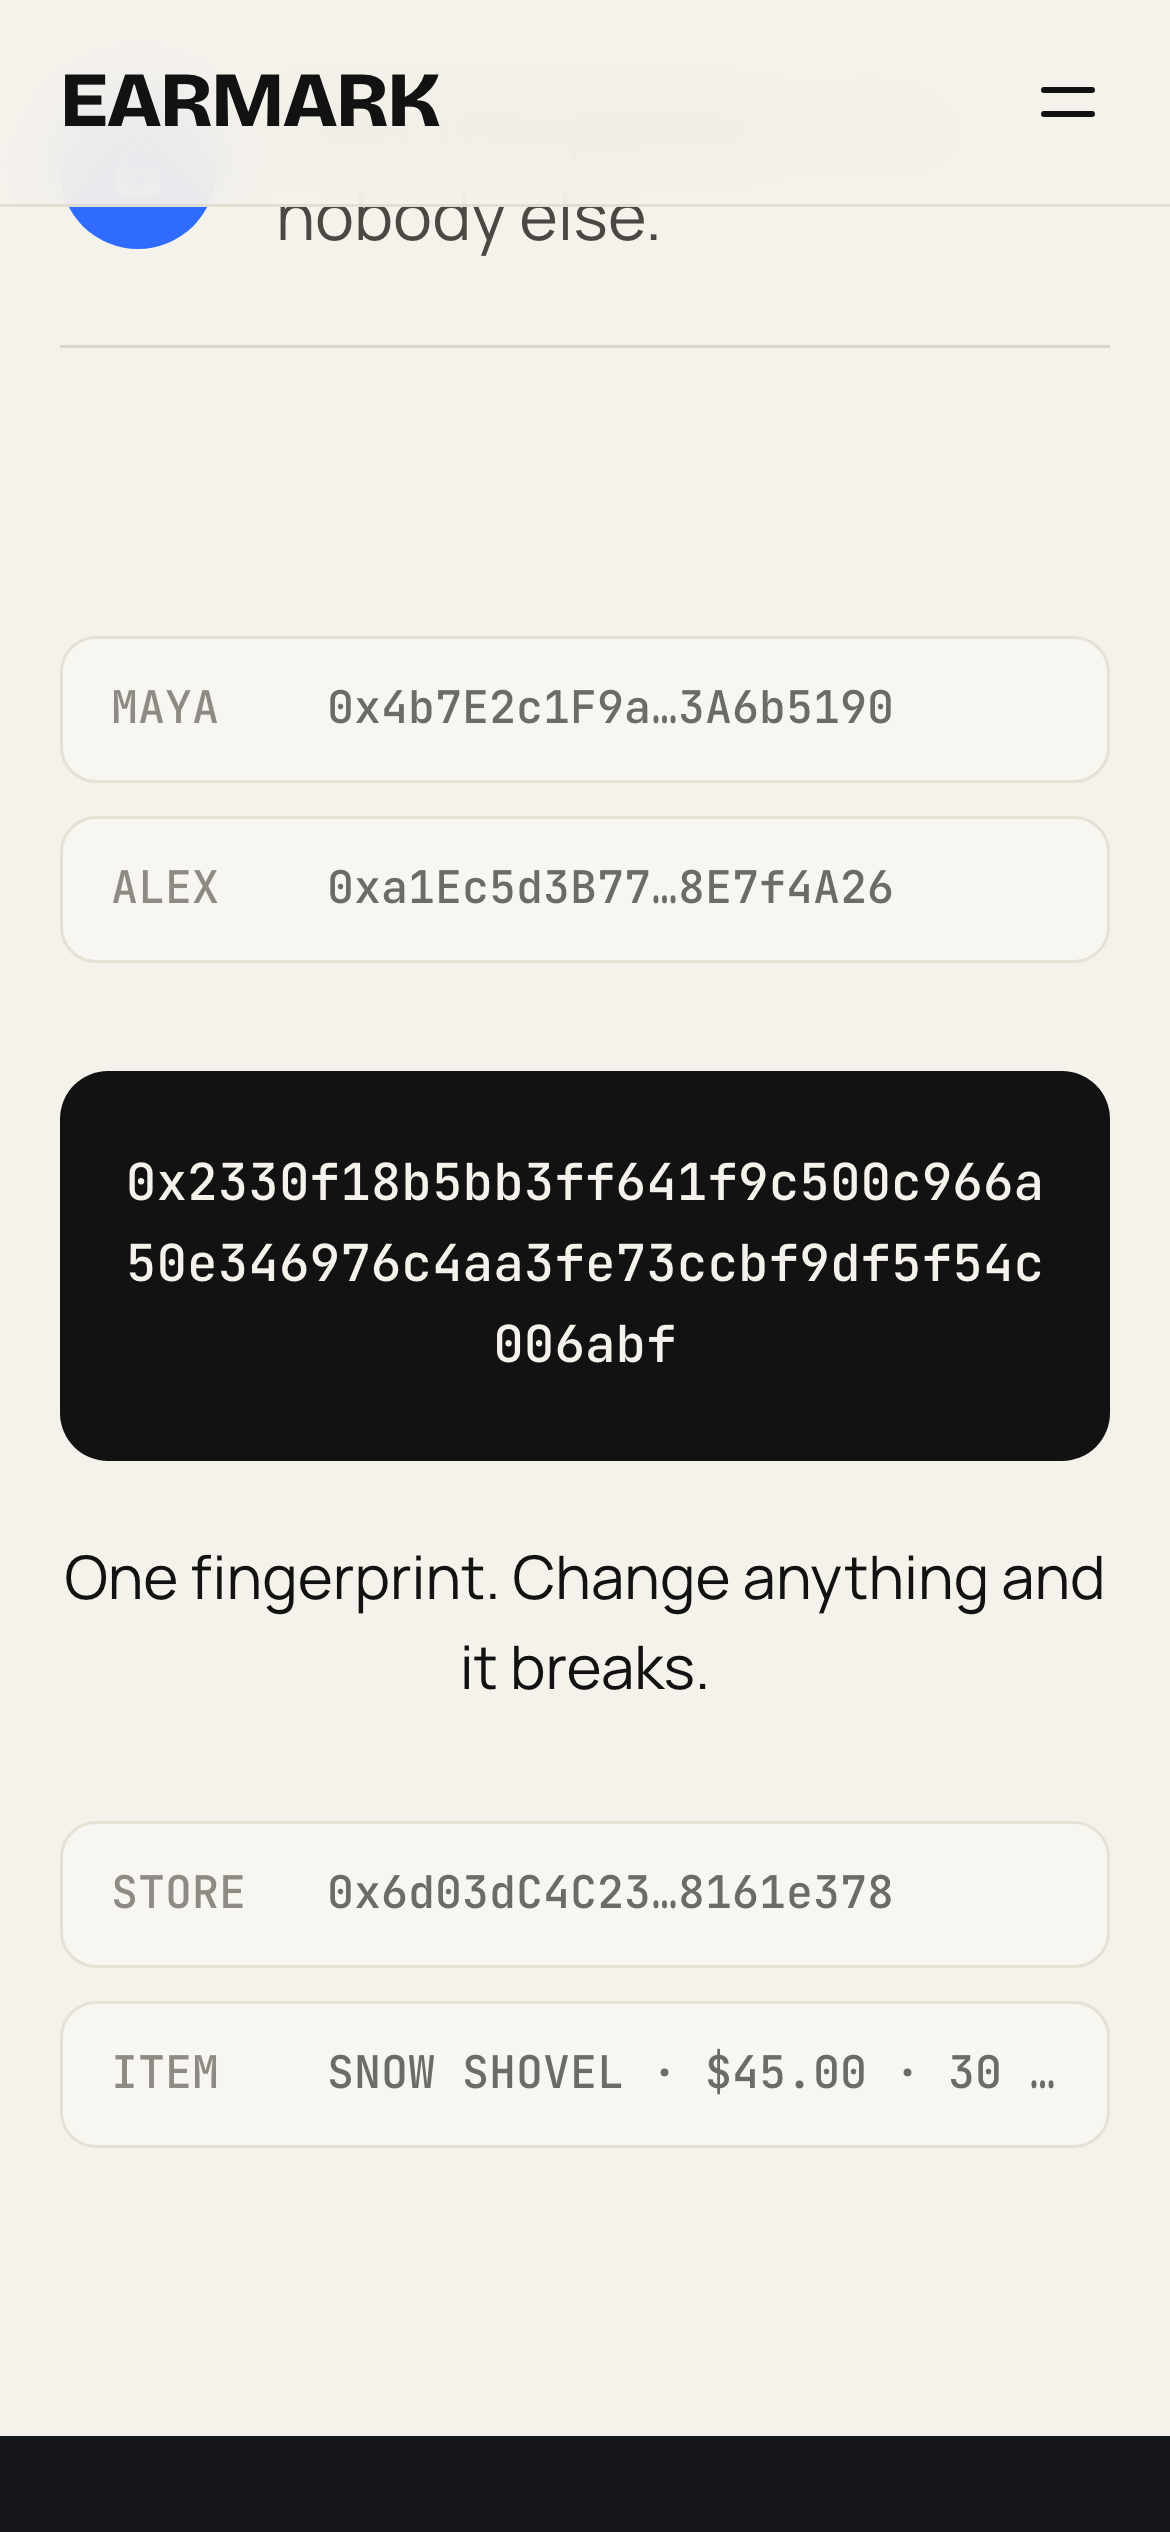 EARMARK
nobody else.
MAYA 0x4b7E2c1F9a…3A6b5190
ALEX 0xa1Ec5d3B77…8E7f4A26
0x2330f18b5bb3ff641f9c500c966a
50e346976c4aa3fe73ccbf9df5f54c
006abf
One fingerprint. Change anything and
it breaks.
STORE 0x6d03dC4C23…8161e378
ITEM SNOW SHOVEL · $45.00 · 30 …